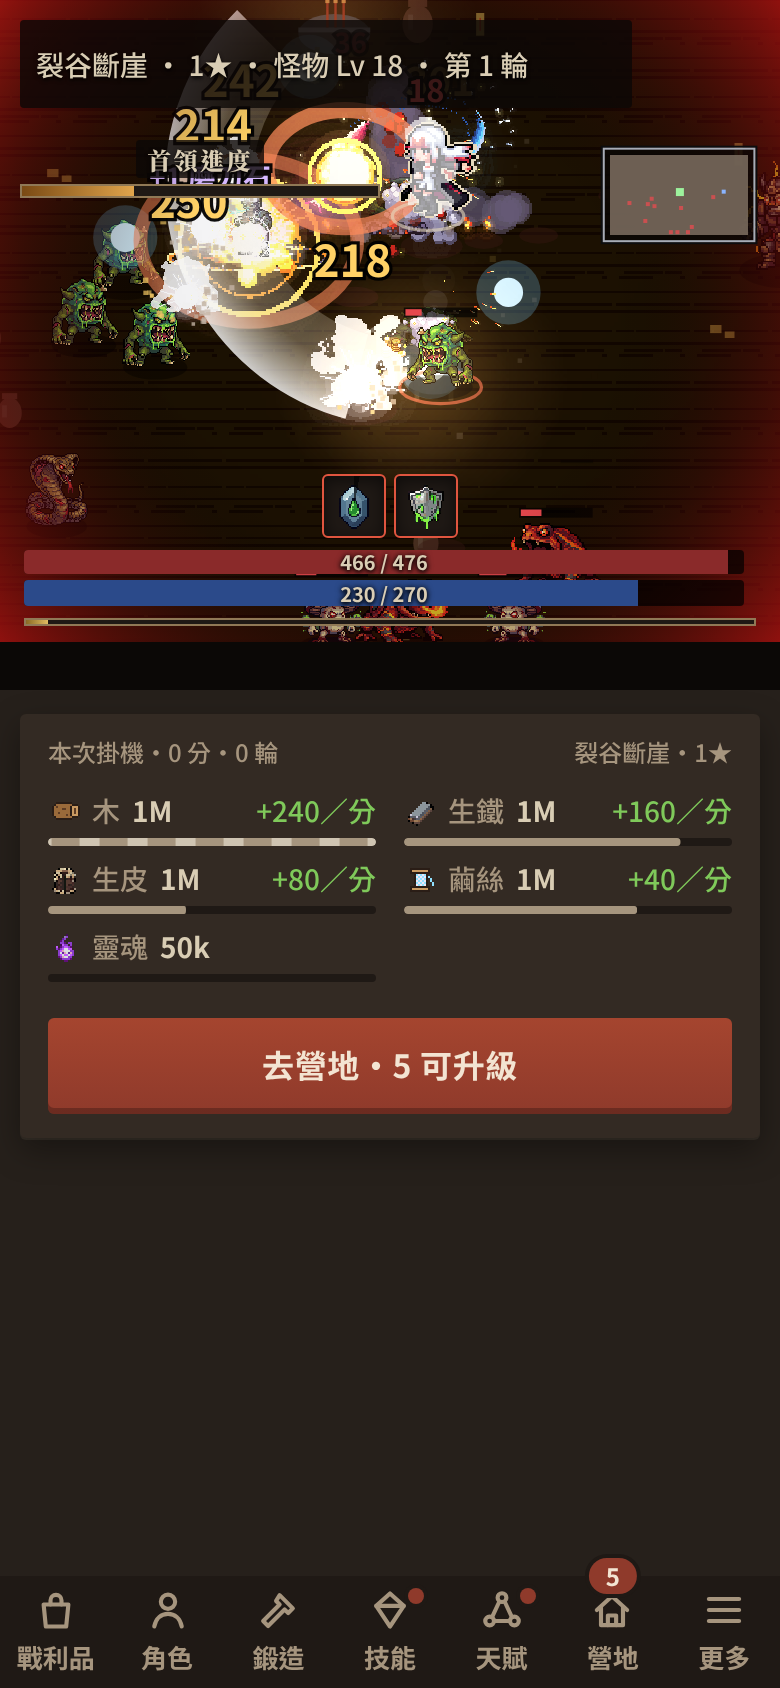 裂谷斷崖 · 1★ · 怪物 Lv 18 · 第 1 輪
36
242
18
214
首領進度
250
218
466 / 476
230 / 270
本次掛機·0 分·0 輪
裂谷斷崖·1★
木 1M +240／分
生鐵 1M +160／分
生皮 1M +80／分
繭絲 1M +40／分
靈魂 50k
去營地·5 可升級
5
戰利品
角色
鍛造
技能
天賦
營地
更多